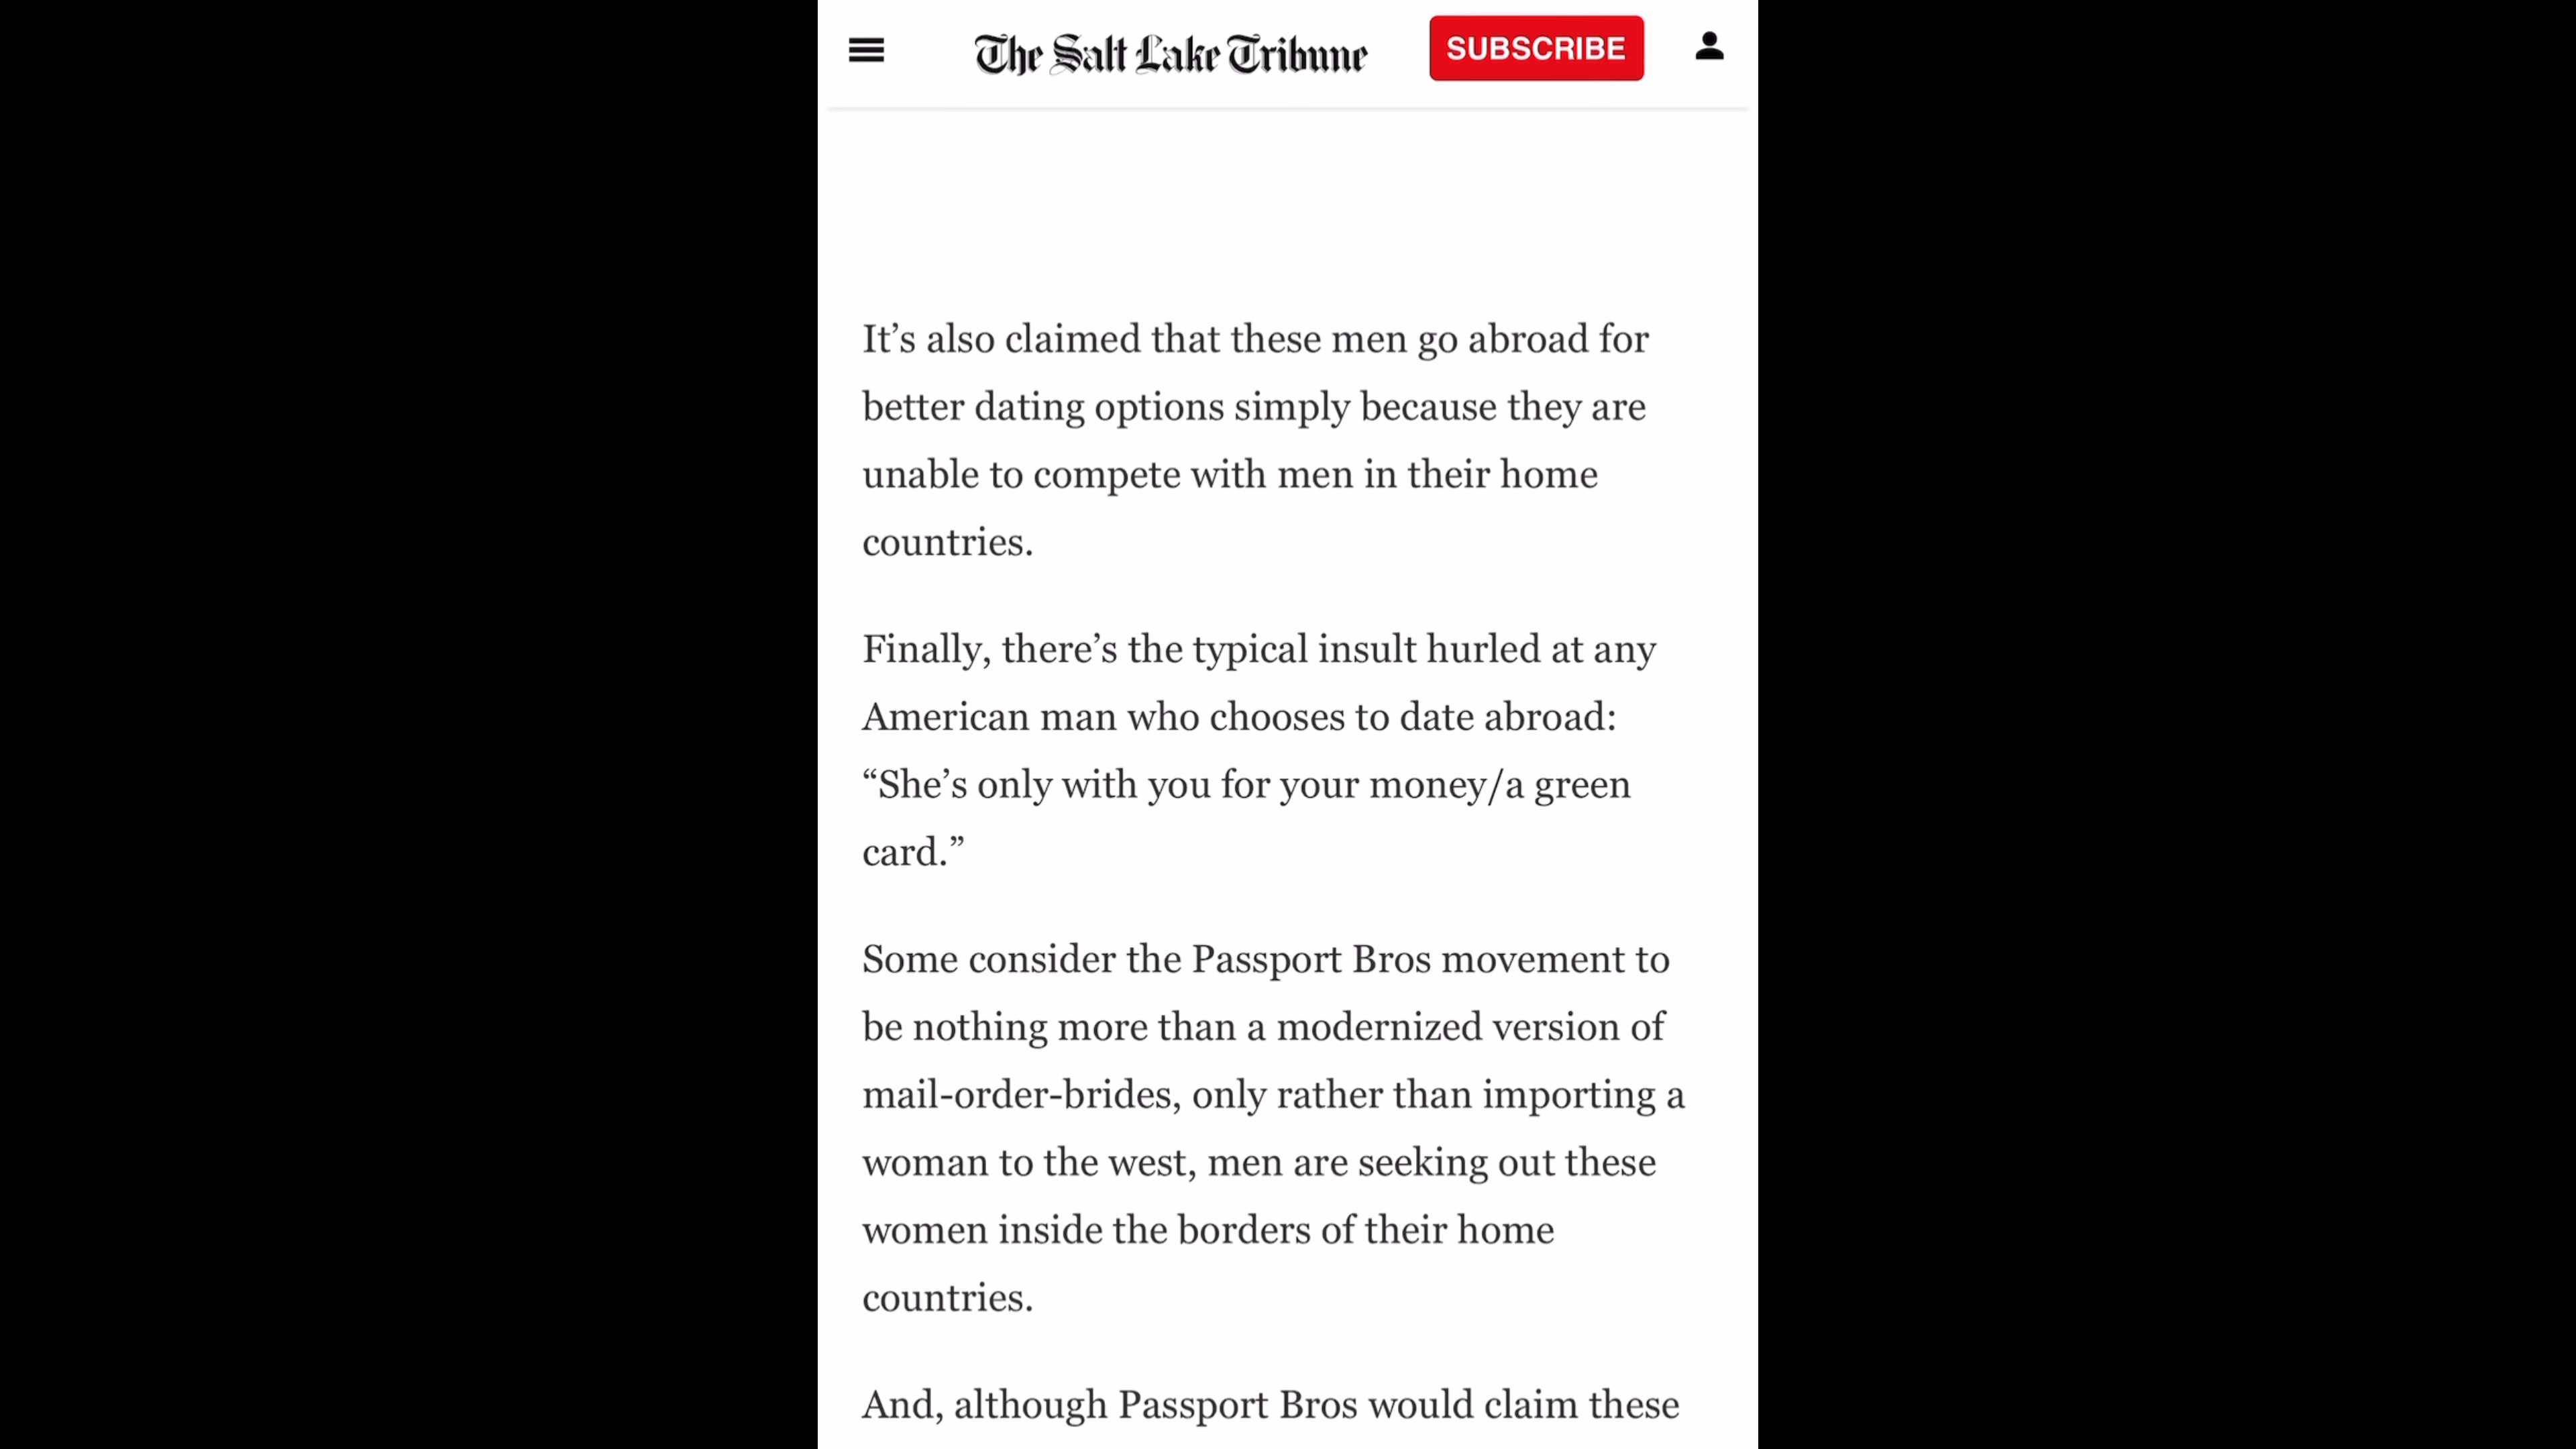 The Salt Lake Tribune
SUBSCRIBE
It’s also claimed that these men go abroad for
better dating options simply because they are
unable to compete with men in their home
countries.
Finally, there’s the typical insult hurled at any
American man who chooses to date abroad:
“She’s only with you for your money/a green
card.”
Some consider the Passport Bros movement to
be nothing more than a modernized version of
mail-order-brides, only rather than importing a
woman to the west, men are seeking out these
women inside the borders of their home
countries.
And, although Passport Bros would claim these